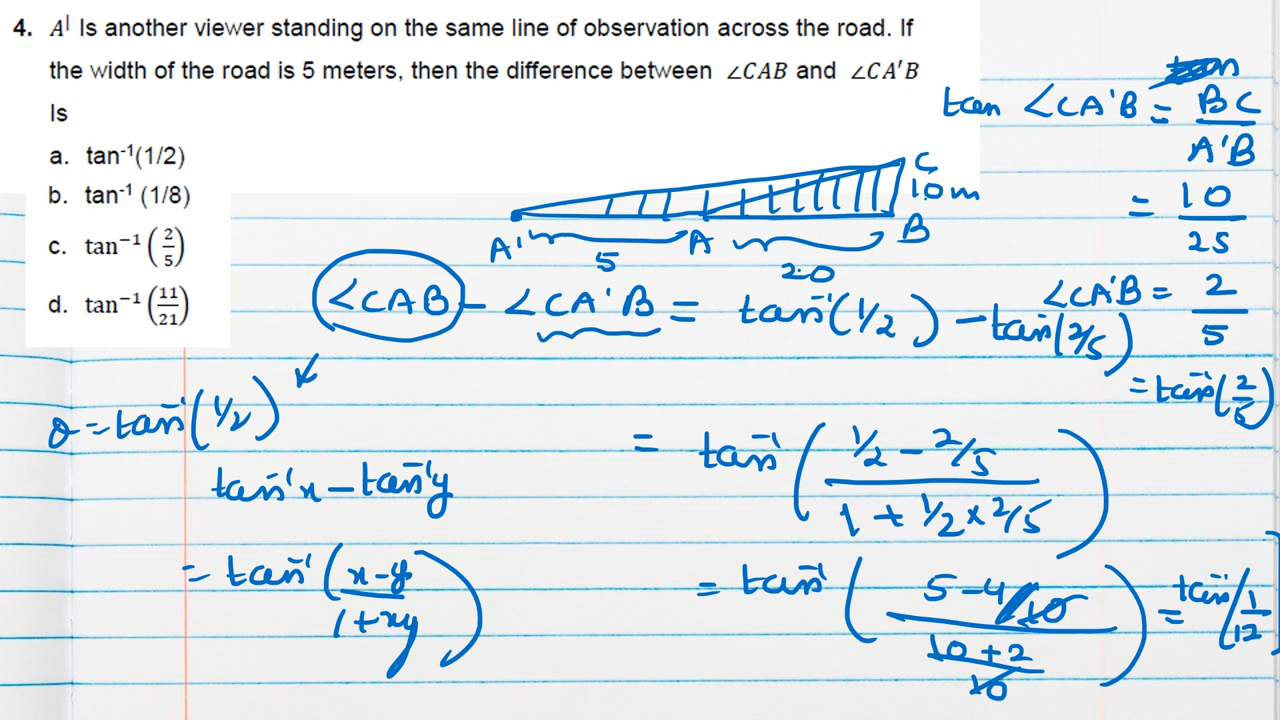 4. A| Is another viewer standing on the same line of observation across the road. If
the width of the road is 5 meters, then the difference between ∠CAB and ∠CA'B
Is
a. tan⁻¹(1/2)
b. tan⁻¹ (1/8)
c. tan⁻¹ (2/5)
d. tan⁻¹ (11/21)
tan ∠CA'B = BC/A'B
= 10/25
∠CA'B = 2/5
= tan⁻¹(2/5)
C
10m
A' A B
5 20
∠CAB - ∠CA'B = tan⁻¹(1/2) - tan⁻¹(2/5)
θ = tan⁻¹(1/2)
tan⁻¹x - tan⁻¹y
= tan⁻¹(x-y/1+xy)
= tan⁻¹(1/2 - 2/5 / 1 + 1/2 x 2/5)
= tan⁻¹(5-4/10 / 10+2/10) = tan⁻¹(1/12)